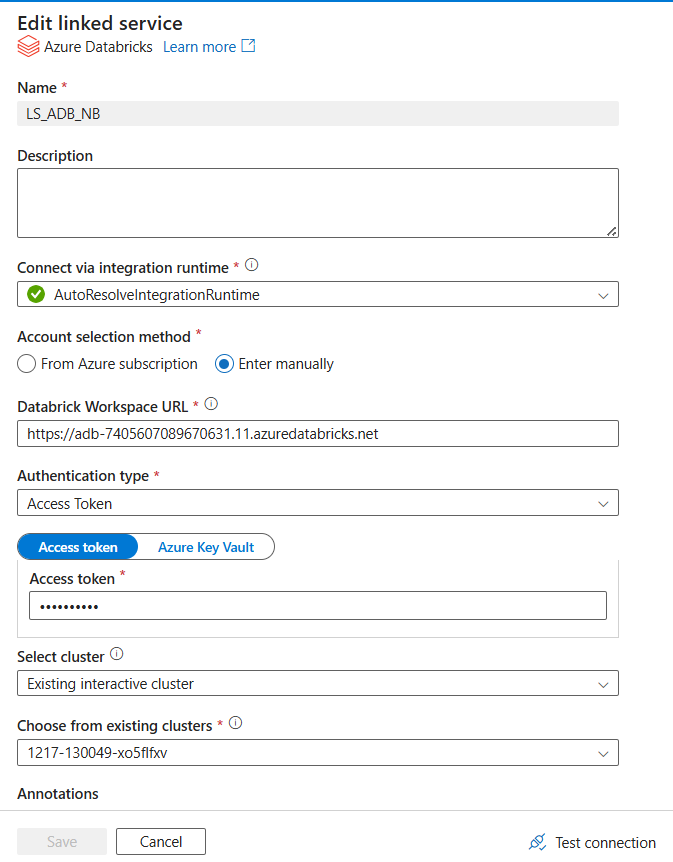 Edit linked service
Azure Databricks Learn more
Name *
LS_ADB_NB
Description
Connect via integration runtime *
AutoResolveIntegrationRuntime
Account selection method *
From Azure subscription Enter manually
Databrick Workspace URL *
https://adb-7405607089670631.11.azuredatabricks.net
Authentication type *
Access Token
Access token Azure Key Vault
Access token *
••••••••••
Select cluster
Existing interactive cluster
Choose from existing clusters *
1217-130049-xo5flfxv
Annotations
Save Cancel Test connection